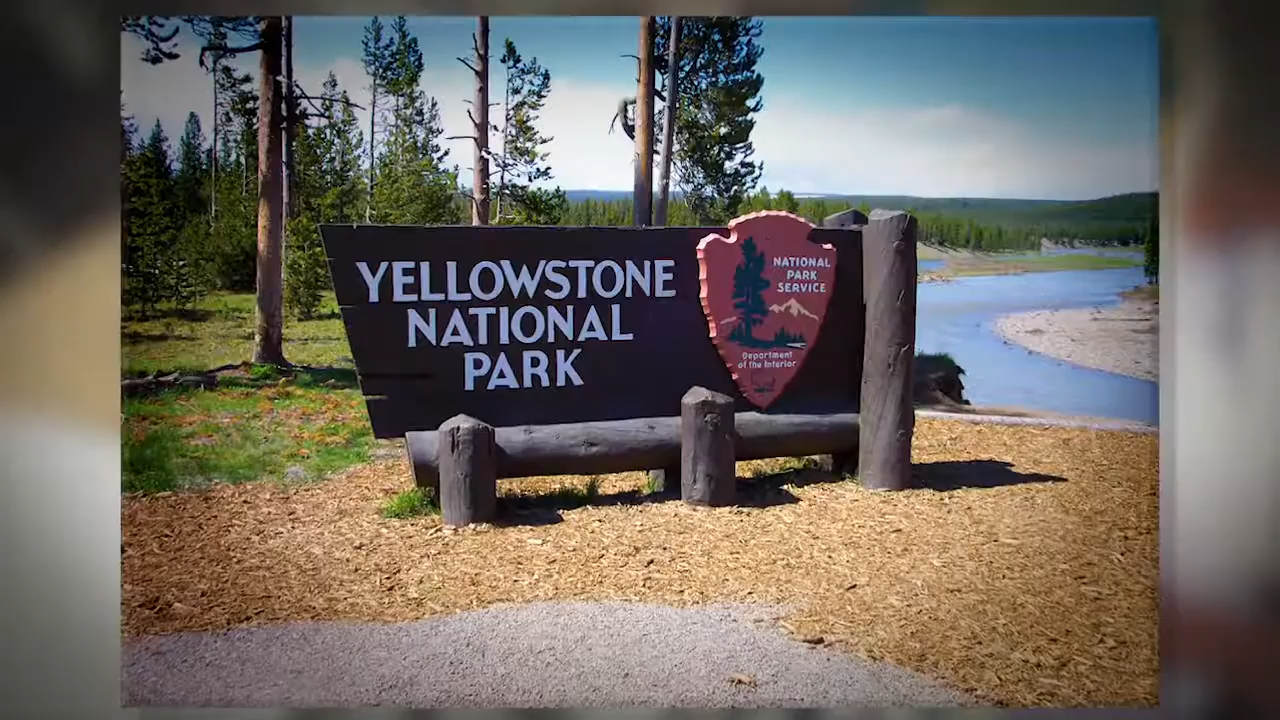 YELLOWSTONE
NATIONAL
PARK
NATIONAL
PARK
SERVICE
Department
of the Interior